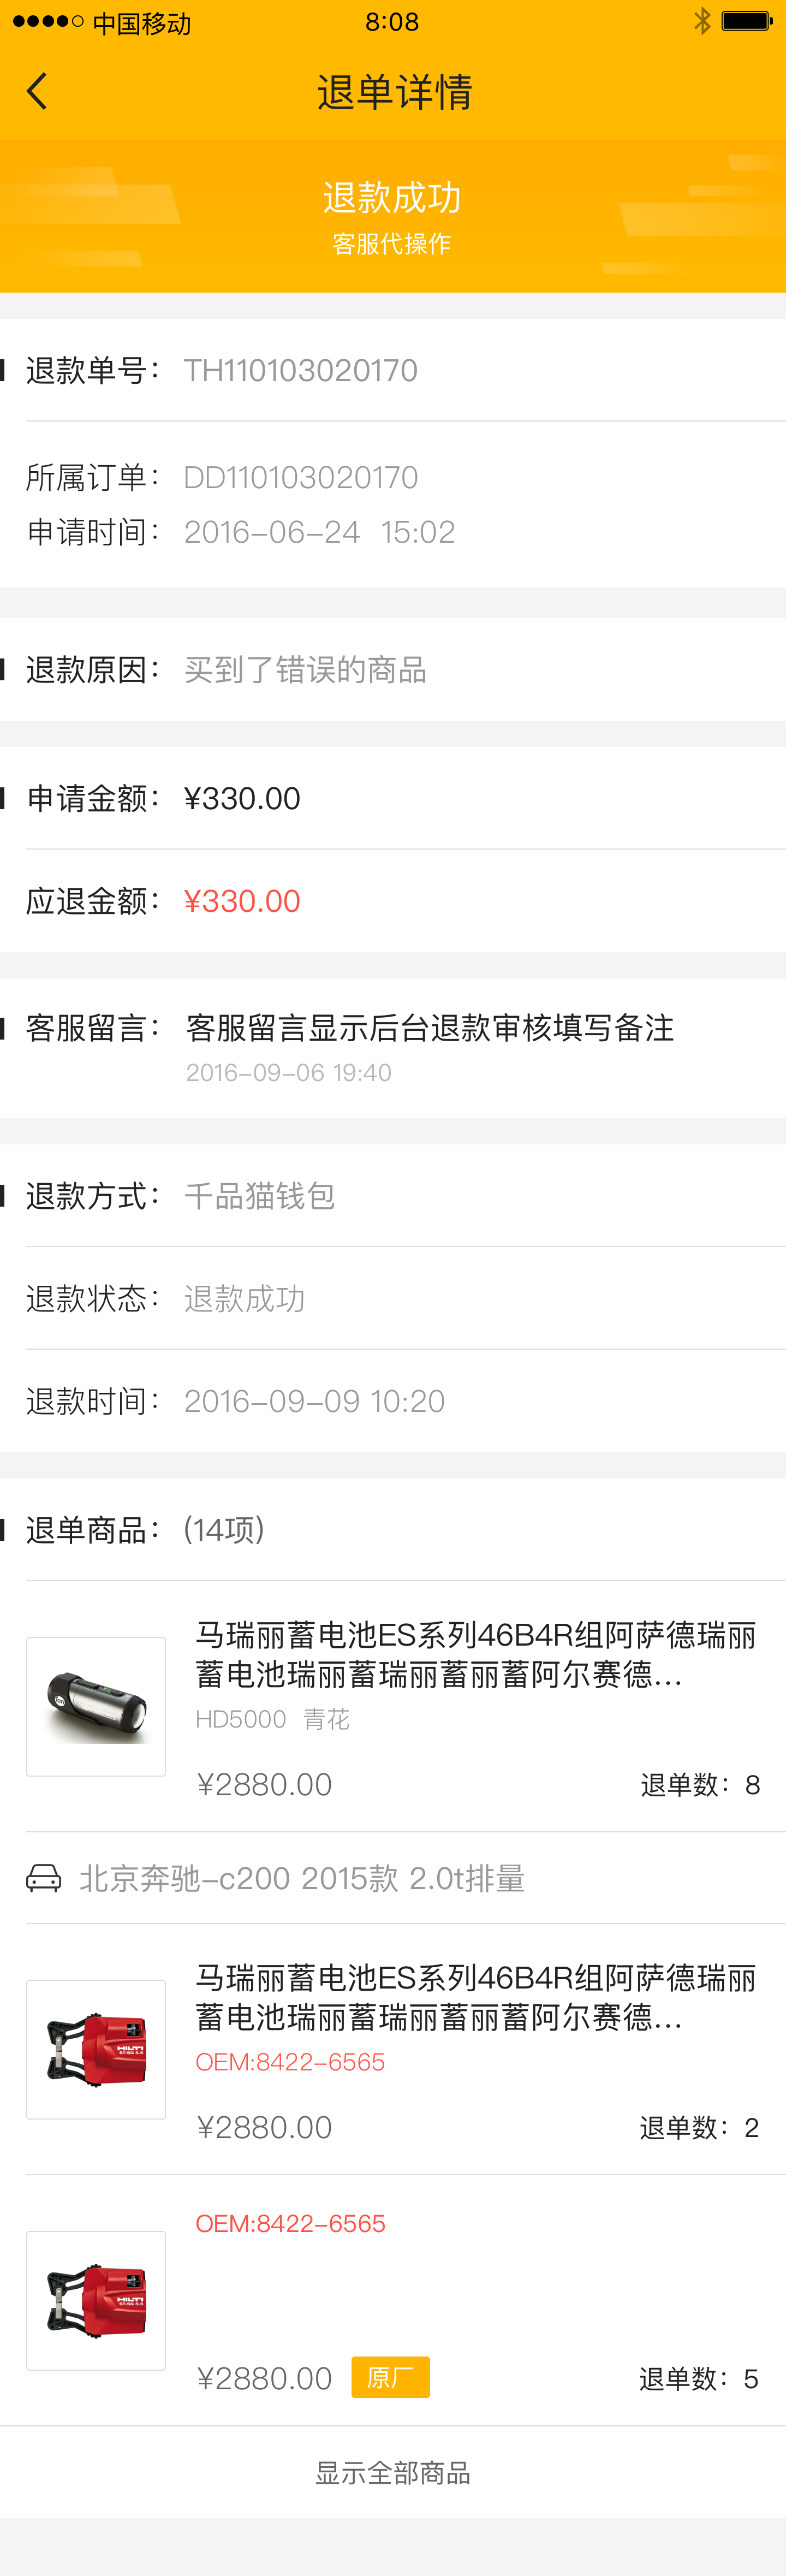 中国移动 8:08
退单详情
退款成功
客服代操作
退款单号： TH110103020170
所属订单： DD110103020170
申请时间： 2016-06-24 15:02
退款原因： 买到了错误的商品
申请金额： ¥330.00
应退金额： ¥330.00
客服留言： 客服留言显示后台退款审核填写备注
2016-09-06 19:40
退款方式： 千品猫钱包
退款状态： 退款成功
退款时间： 2016-09-09 10:20
退单商品： (14项)
马瑞丽蓄电池ES系列46B4R组阿萨德瑞丽
蓄电池瑞丽蓄瑞丽蓄丽蓄阿尔赛德...
HD5000 青花
¥2880.00 退单数：8
北京奔驰-c200 2015款 2.0t排量
马瑞丽蓄电池ES系列46B4R组阿萨德瑞丽
蓄电池瑞丽蓄瑞丽蓄丽蓄阿尔赛德...
HILTI
OEM:8422-6565
¥2880.00 退单数：2
OEM:8422-6565
HILTI
¥2880.00 原厂 退单数：5
显示全部商品